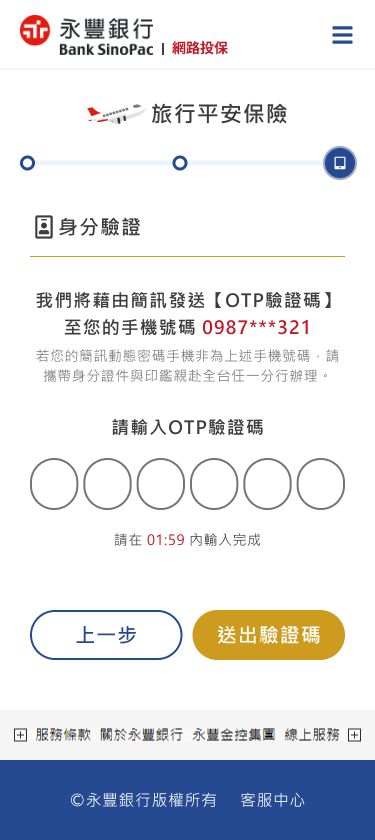 永豐銀行
Bank SinoPac | 網路投保
旅行平安保險
身分驗證
我們將藉由簡訊發送【OTP驗證碼】
至您的手機號碼 0987***321
若您的簡訊動態密碼手機非為上述手機號碼，請
攜帶身分證件與印鑑親赴全台任一分行辦理。
請輸入OTP驗證碼
請在 01:59 內輸入完成
上一步 送出驗證碼
服務條款 關於永豐銀行 永豐金控集團 線上服務
©永豐銀行版權所有 客服中心